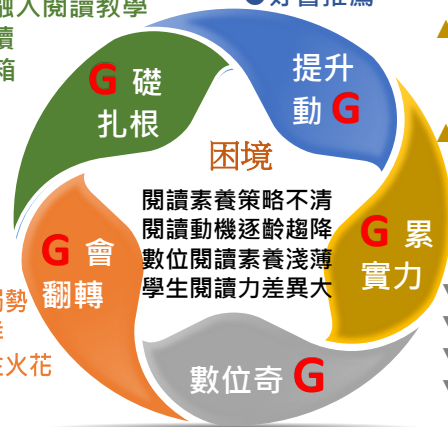 融入閱讀教學
讀
箱
好書推薦
G 礎
扎根
提升
動 G
困境
閱讀素養策略不清
閱讀動機逐齡趨降
數位閱讀素養淺薄
學生閱讀力差異大
G 會
翻轉
G 累
實力
數位奇 G
弱勢
火花